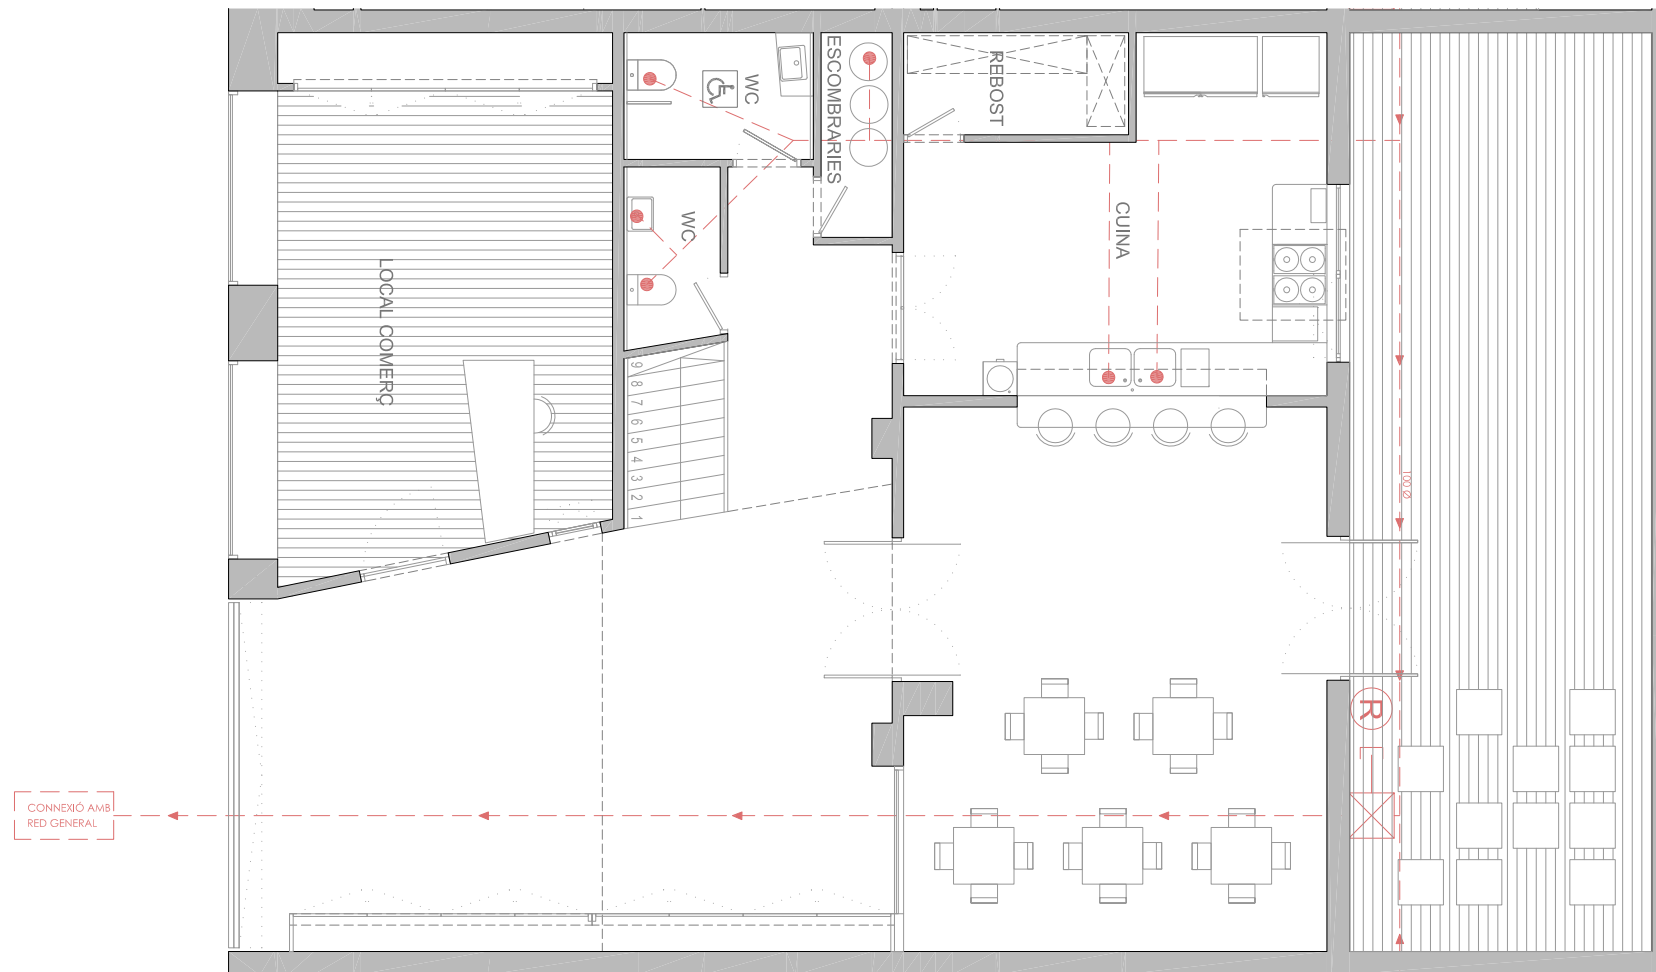 ESCOMBRARIES
WC
REBOST
WC
CUINA
LOCAL COMERÇ
9
8
7
6
5
4
3
2
1
100 Ø
R
CONNEXIÓ AMB
RED GENERAL